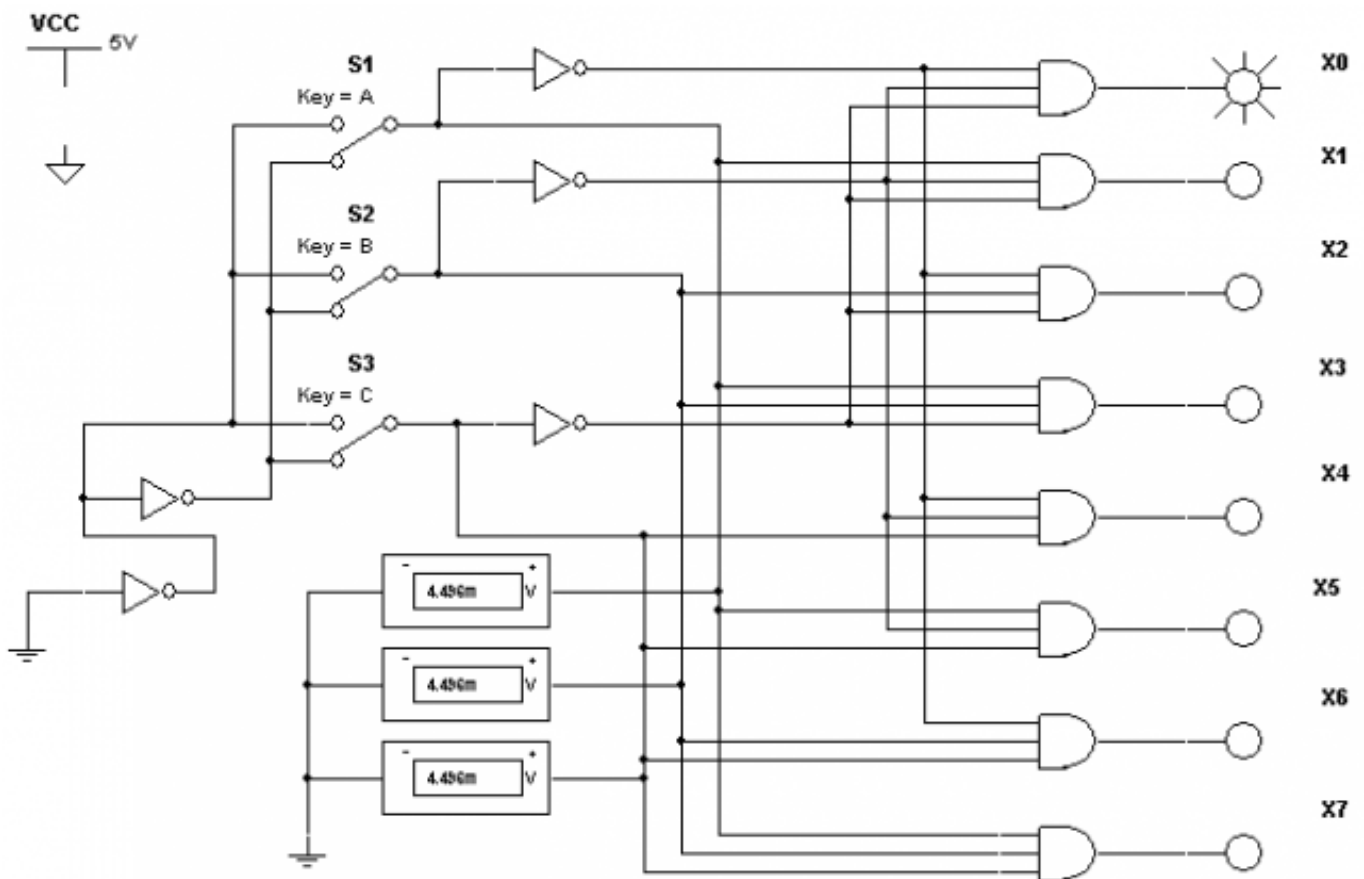 VCC
5V
S1
Key = A
S2
Key = B
S3
Key = C
- +
4.496m V
- +
4.496m V
- +
4.496m V
X0
X1
X2
X3
X4
X5
X6
X7